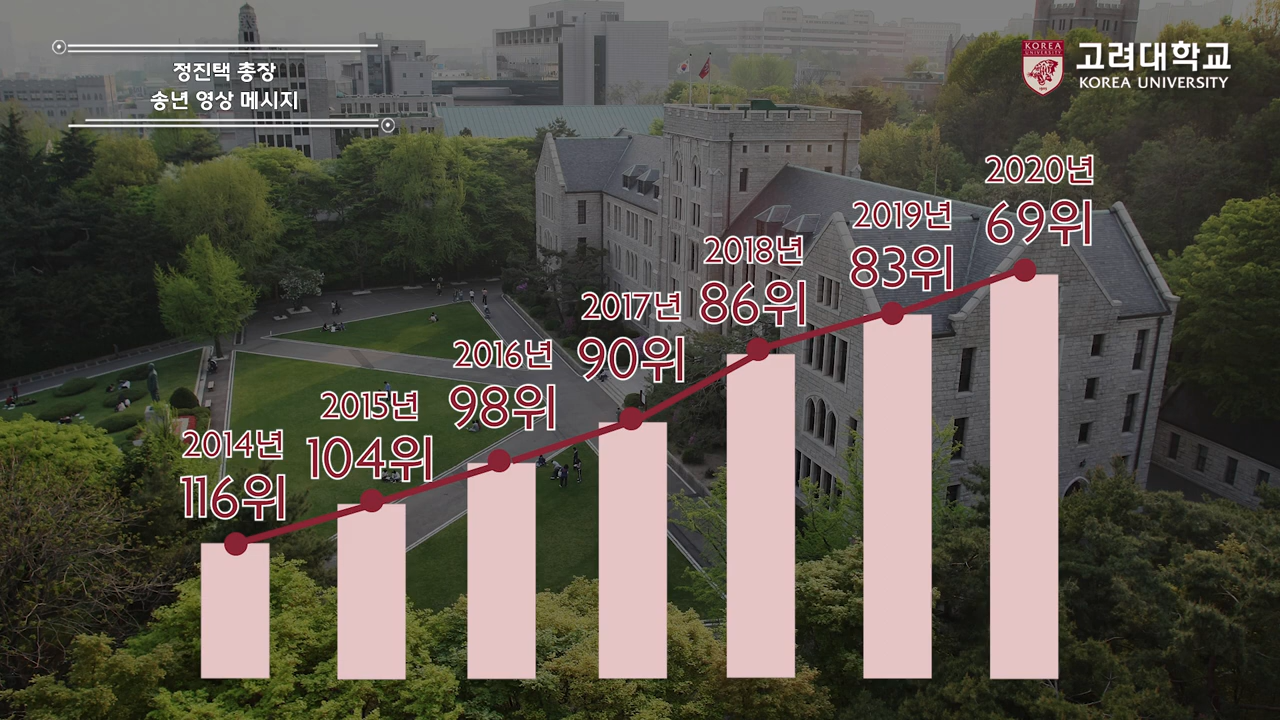 정진택 총장
송년 영상 메시지
KOREA
UNIVERSITY
고려대학교
KOREA UNIVERSITY
2014년
116위
2015년
104위
2016년
98위
2017년
90위
2018년
86위
2019년
83위
2020년
69위